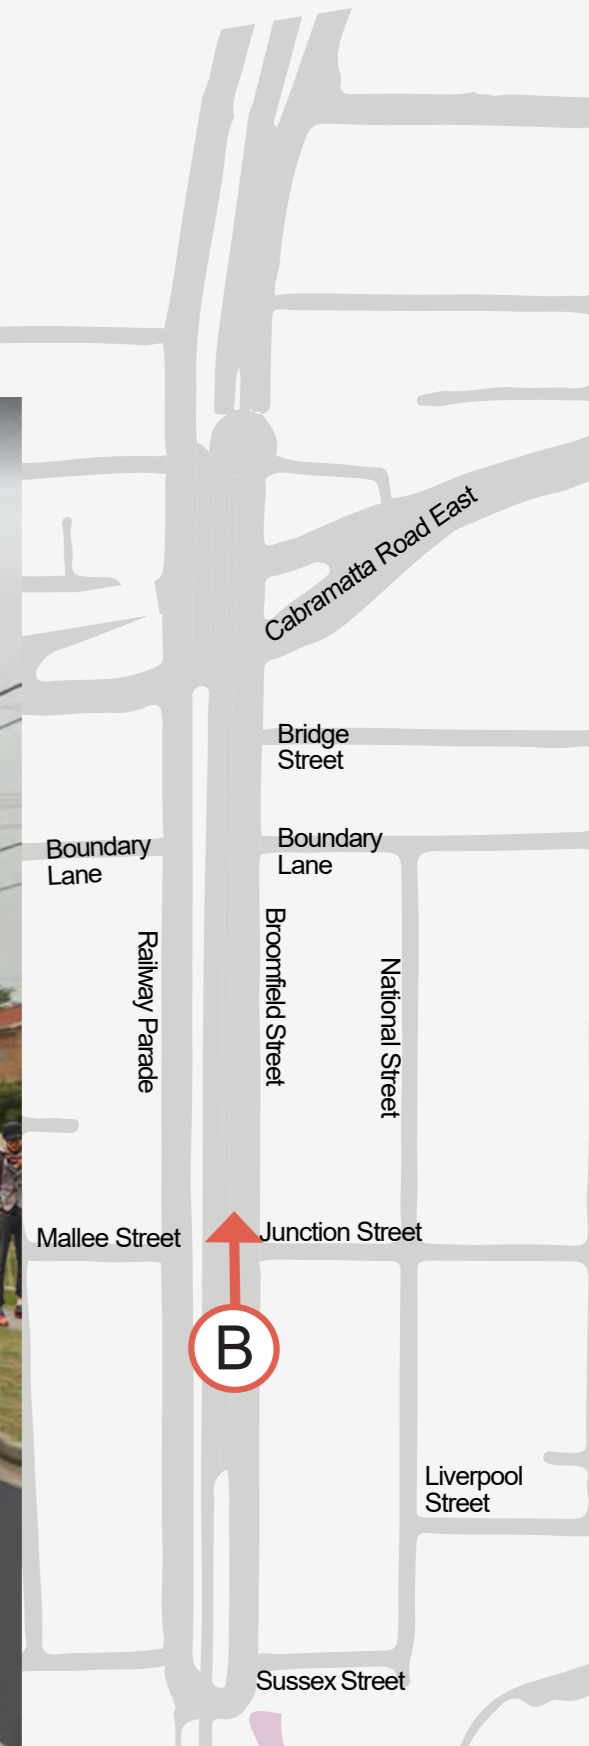 Cabramatta Road East
Bridge
Street
Boundary
Lane
Boundary
Lane
Railway Parade
Broomfield Street
National Street
Mallee Street
Junction Street
B
Liverpool
Street
Sussex Street